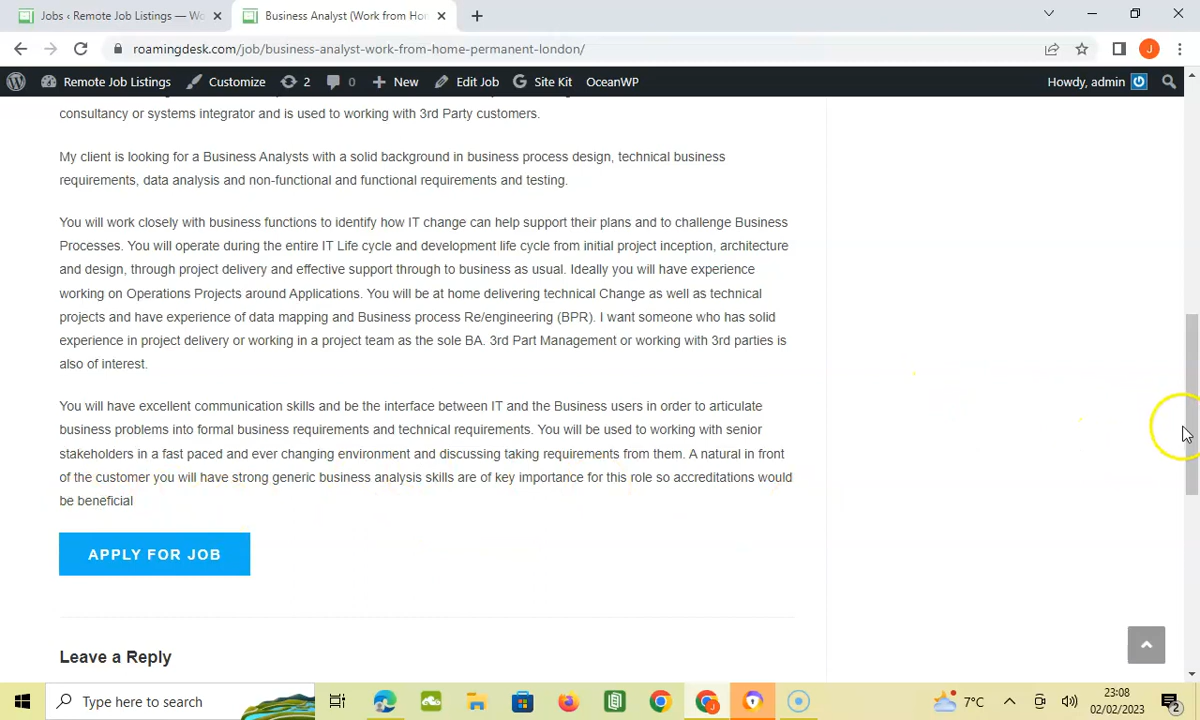 Jobs ‹ Remote Job Listings — Wo
Business Analyst (Work from Ho
roamingdesk.com/job/business-analyst-work-from-home-permanent-london/
J
Remote Job Listings
Customize
2
0
New
Edit Job
Site Kit
OceanWP
Howdy, admin
consultancy or systems integrator and is used to working with 3rd Party customers.
My client is looking for a Business Analysts with a solid background in business process design, technical business
requirements, data analysis and non-functional and functional requirements and testing.
You will work closely with business functions to identify how IT change can help support their plans and to challenge Business
Processes. You will operate during the entire IT Life cycle and development life cycle from initial project inception, architecture
and design, through project delivery and effective support through to business as usual. Ideally you will have experience
working on Operations Projects around Applications. You will be at home delivering technical Change as well as technical
projects and have experience of data mapping and Business process Re/engineering (BPR). I want someone who has solid
experience in project delivery or working in a project team as the sole BA. 3rd Part Management or working with 3rd parties is
also of interest.
You will have excellent communication skills and be the interface between IT and the Business users in order to articulate
business problems into formal business requirements and technical requirements. You will be used to working with senior
stakeholders in a fast paced and ever changing environment and discussing taking requirements from them. A natural in front
of the customer you will have strong generic business analysis skills are of key importance for this role so accreditations would
be beneficial
APPLY FOR JOB
Leave a Reply
Type here to search
7°C
23:08
02/02/2023
2